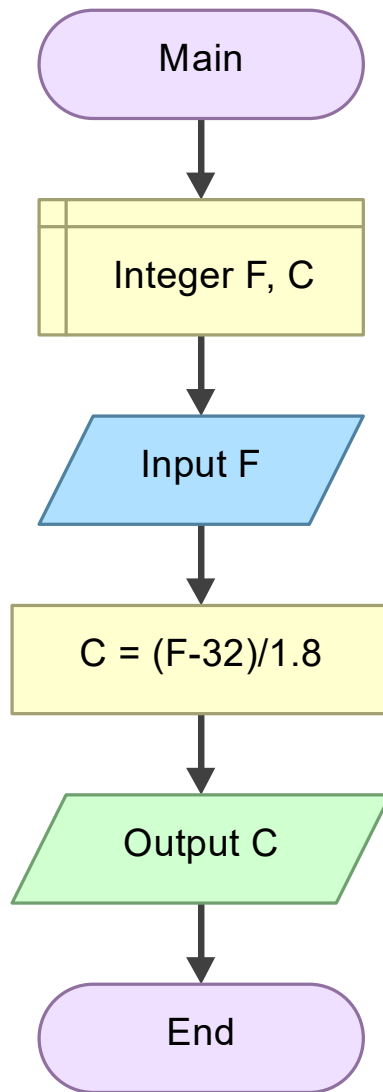 Main
Integer F, C
Input F
C = (F-32)/1.8
Output C
End